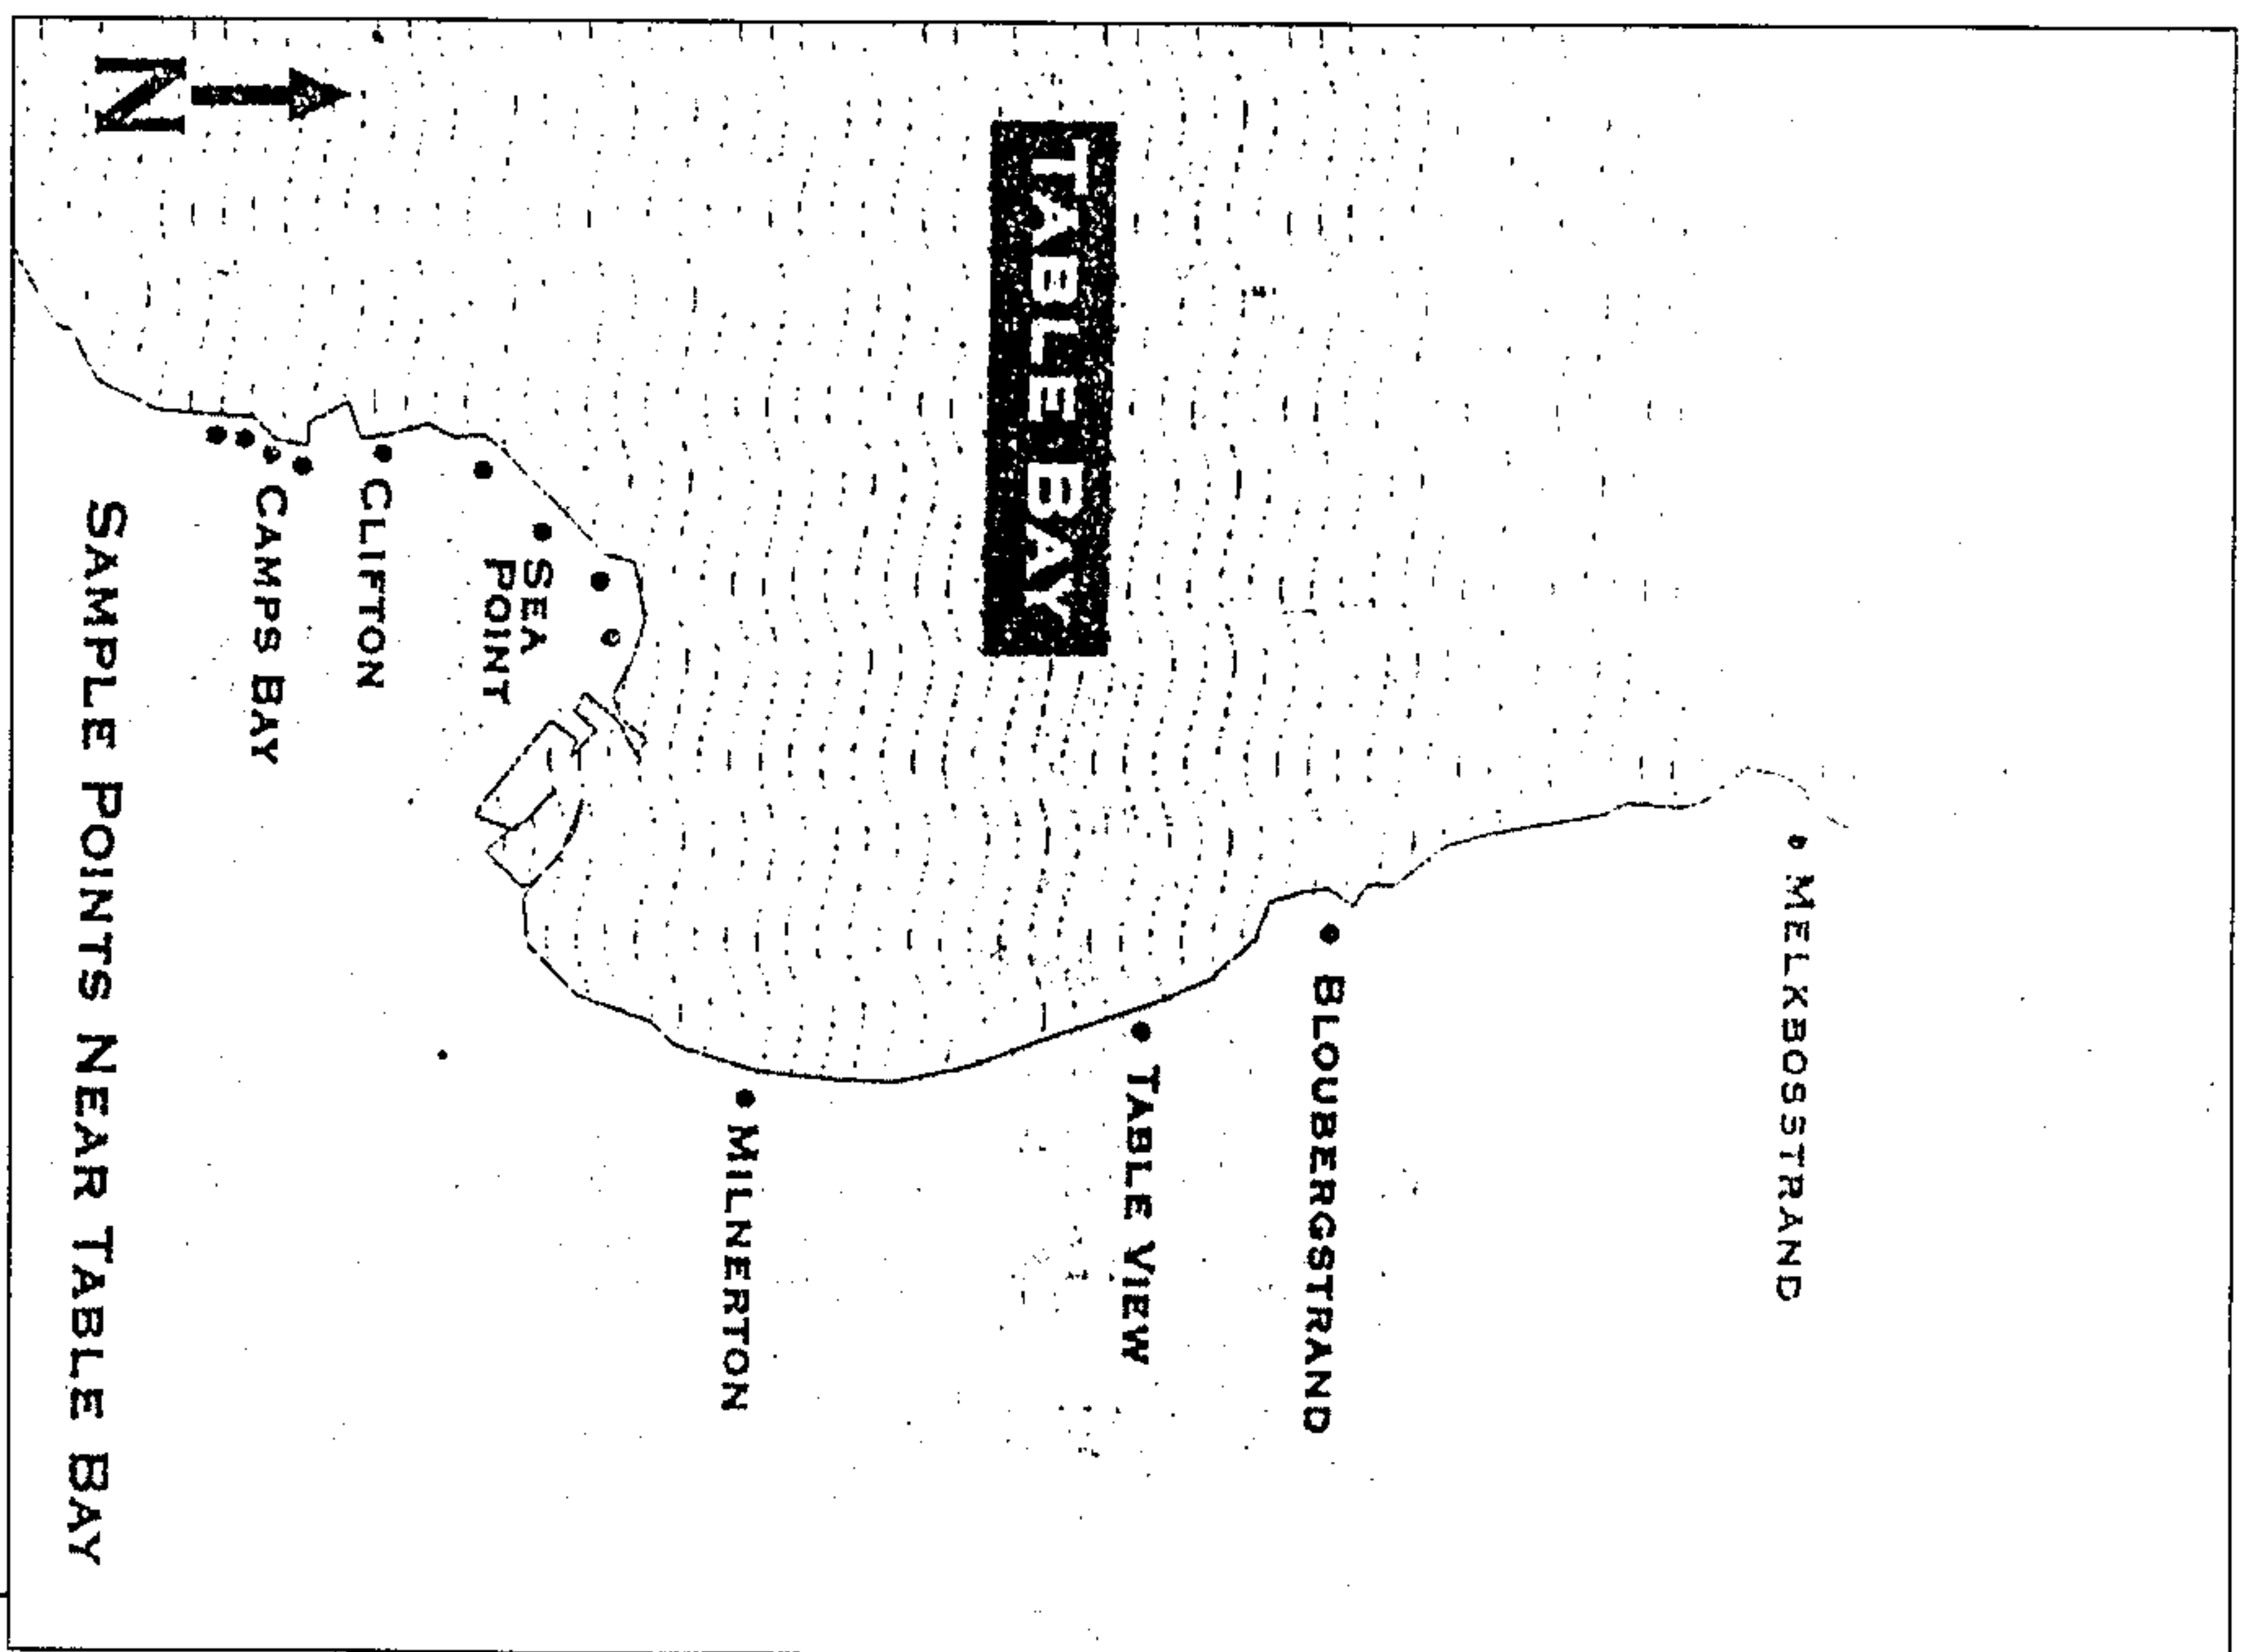 N
TABLE BAY
MELKBOSSTRAND
BLOUBERGSTRAND
TABLE VIEW
MILNERTON
SEA
POINT
CLIFTON
CAMPS BAY
SAMPLE POINTS NEAR TABLE BAY